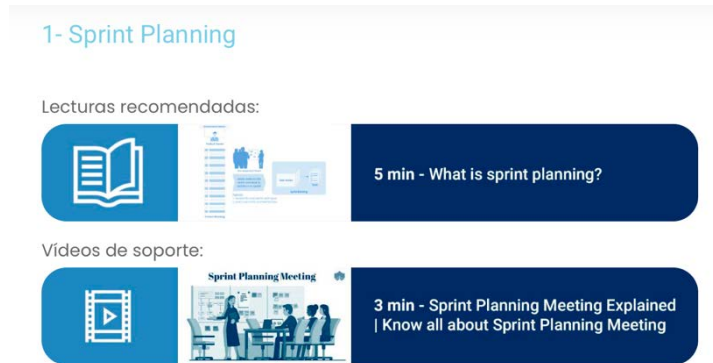 1- Sprint Planning
Lecturas recomendadas:
5 min - What is sprint planning?
Vídeos de soporte:
Sprint Planning Meeting
3 min - Sprint Planning Meeting Explained
| Know all about Sprint Planning Meeting